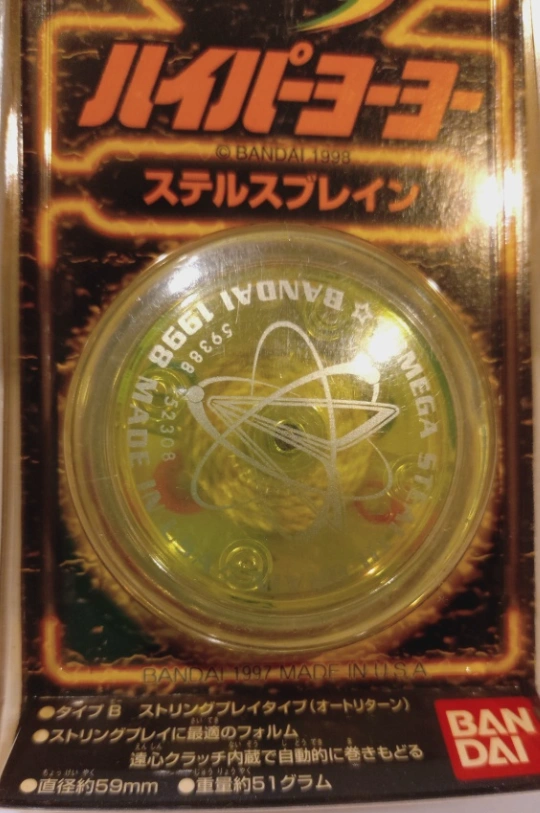 ハイパーヨーヨー
© BANDAI 1998
ステルスブレイン
☆ BANDAI 1998 MADE IN
MEGA
BANDAI 1997 MADE IN U.S.A
●タイプB ストリングプレイタイプ(オートリターン)
●ストリングプレイに最適のフォルム
遠心クラッチ内蔵で自動的に巻きもどる
●直径約59mm ●重量約51グラム
BAN
DAI